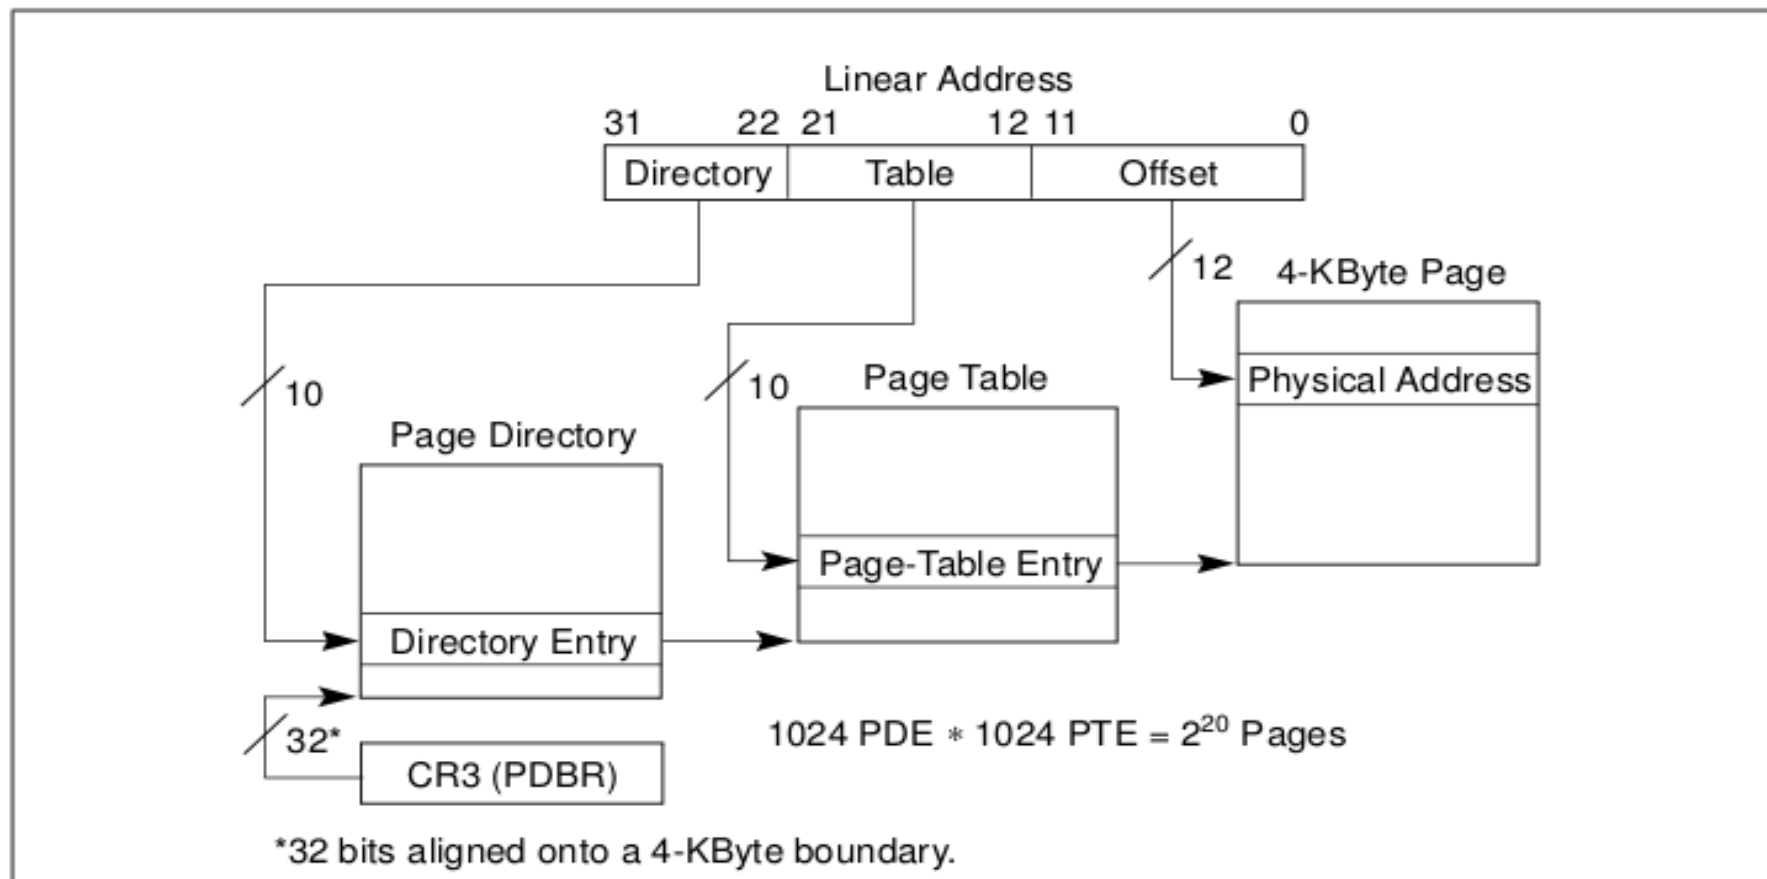 Linear Address
31 22 21 12 11 0
Directory Table Offset
12
4-KByte Page
Physical Address
10
Page Table
10
Page Directory
Page-Table Entry
Directory Entry
32*
1024 PDE * 1024 PTE = 2²⁰ Pages
CR3 (PDBR)
*32 bits aligned onto a 4-KByte boundary.